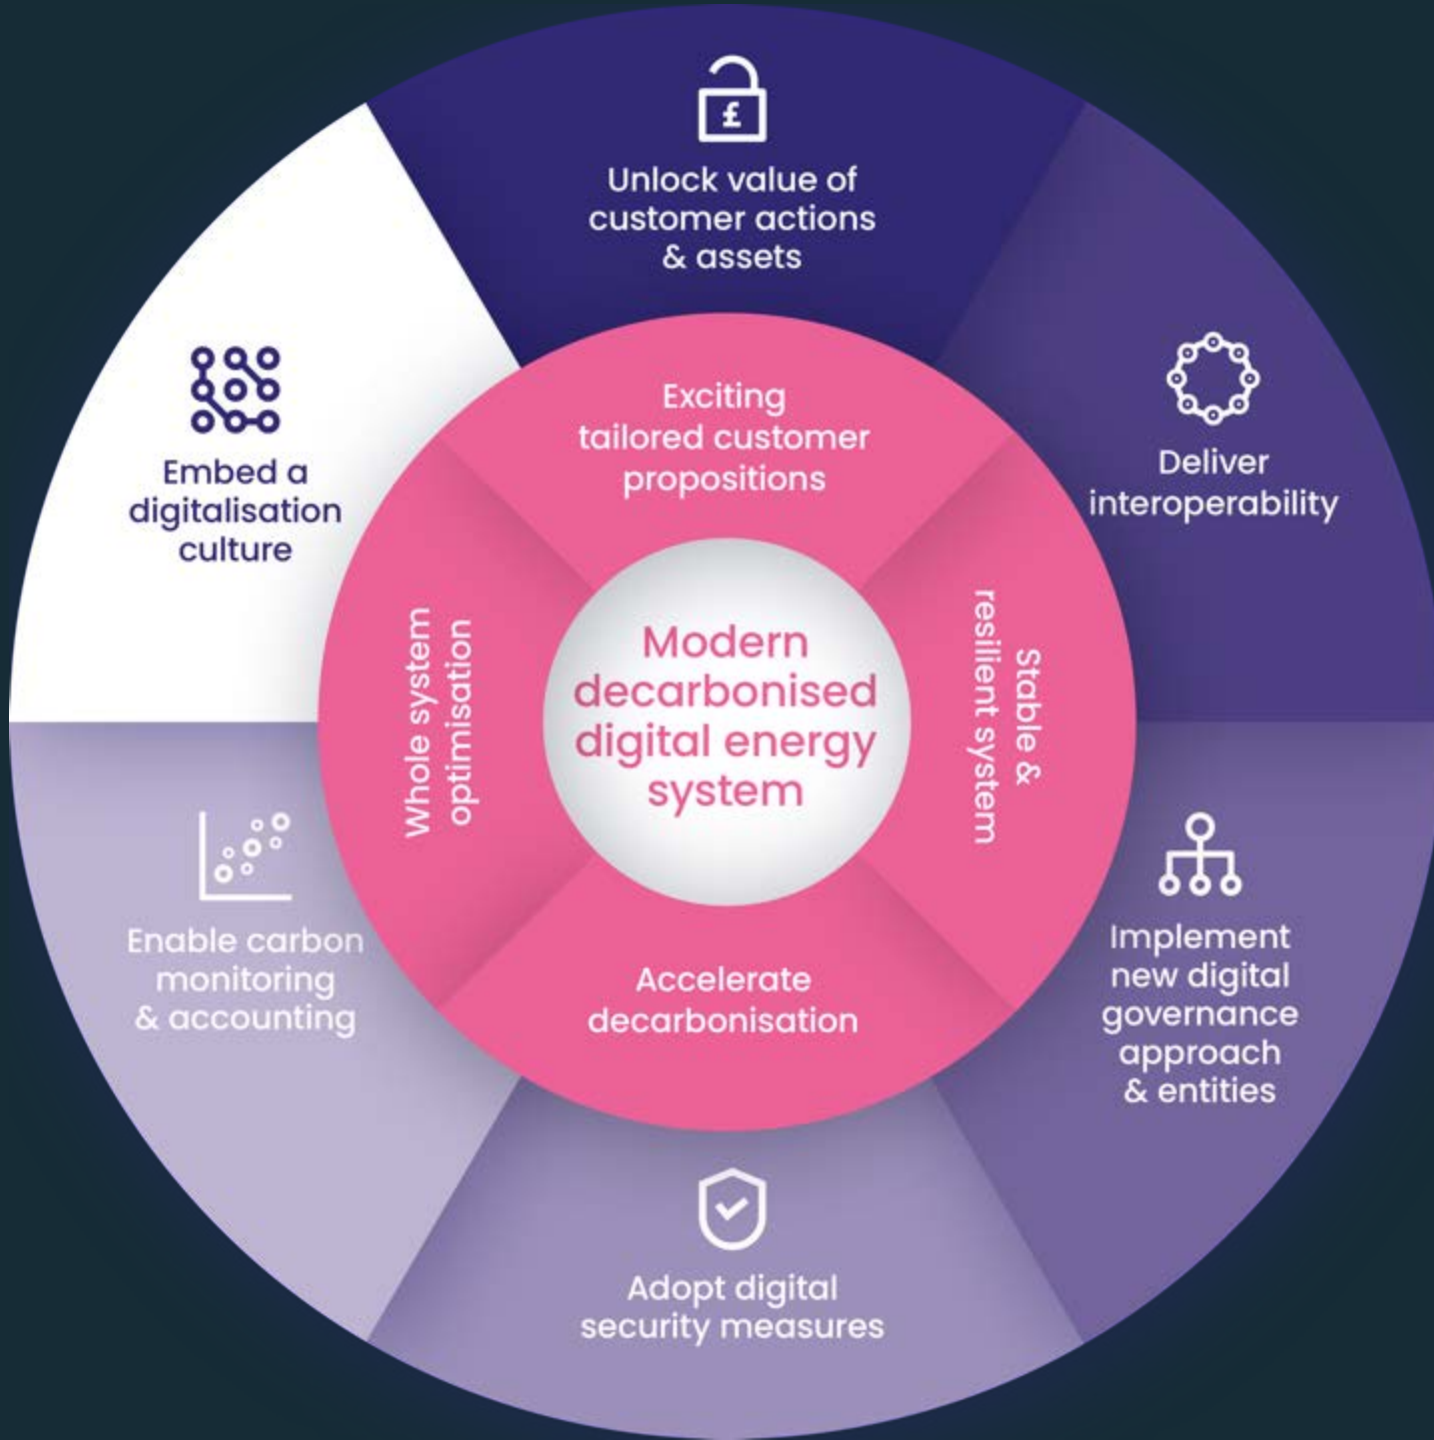 £
Unlock value of
customer actions
& assets
Deliver
interoperability
Implement
new digital
governance
approach
& entities
Adopt digital
security measures
Enable carbon
monitoring
& accounting
Embed a
digitalisation
culture
Exciting
tailored customer
propositions
Stable &
resilient system
Accelerate
decarbonisation
Whole system
optimisation
Modern
decarbonised
digital energy
system